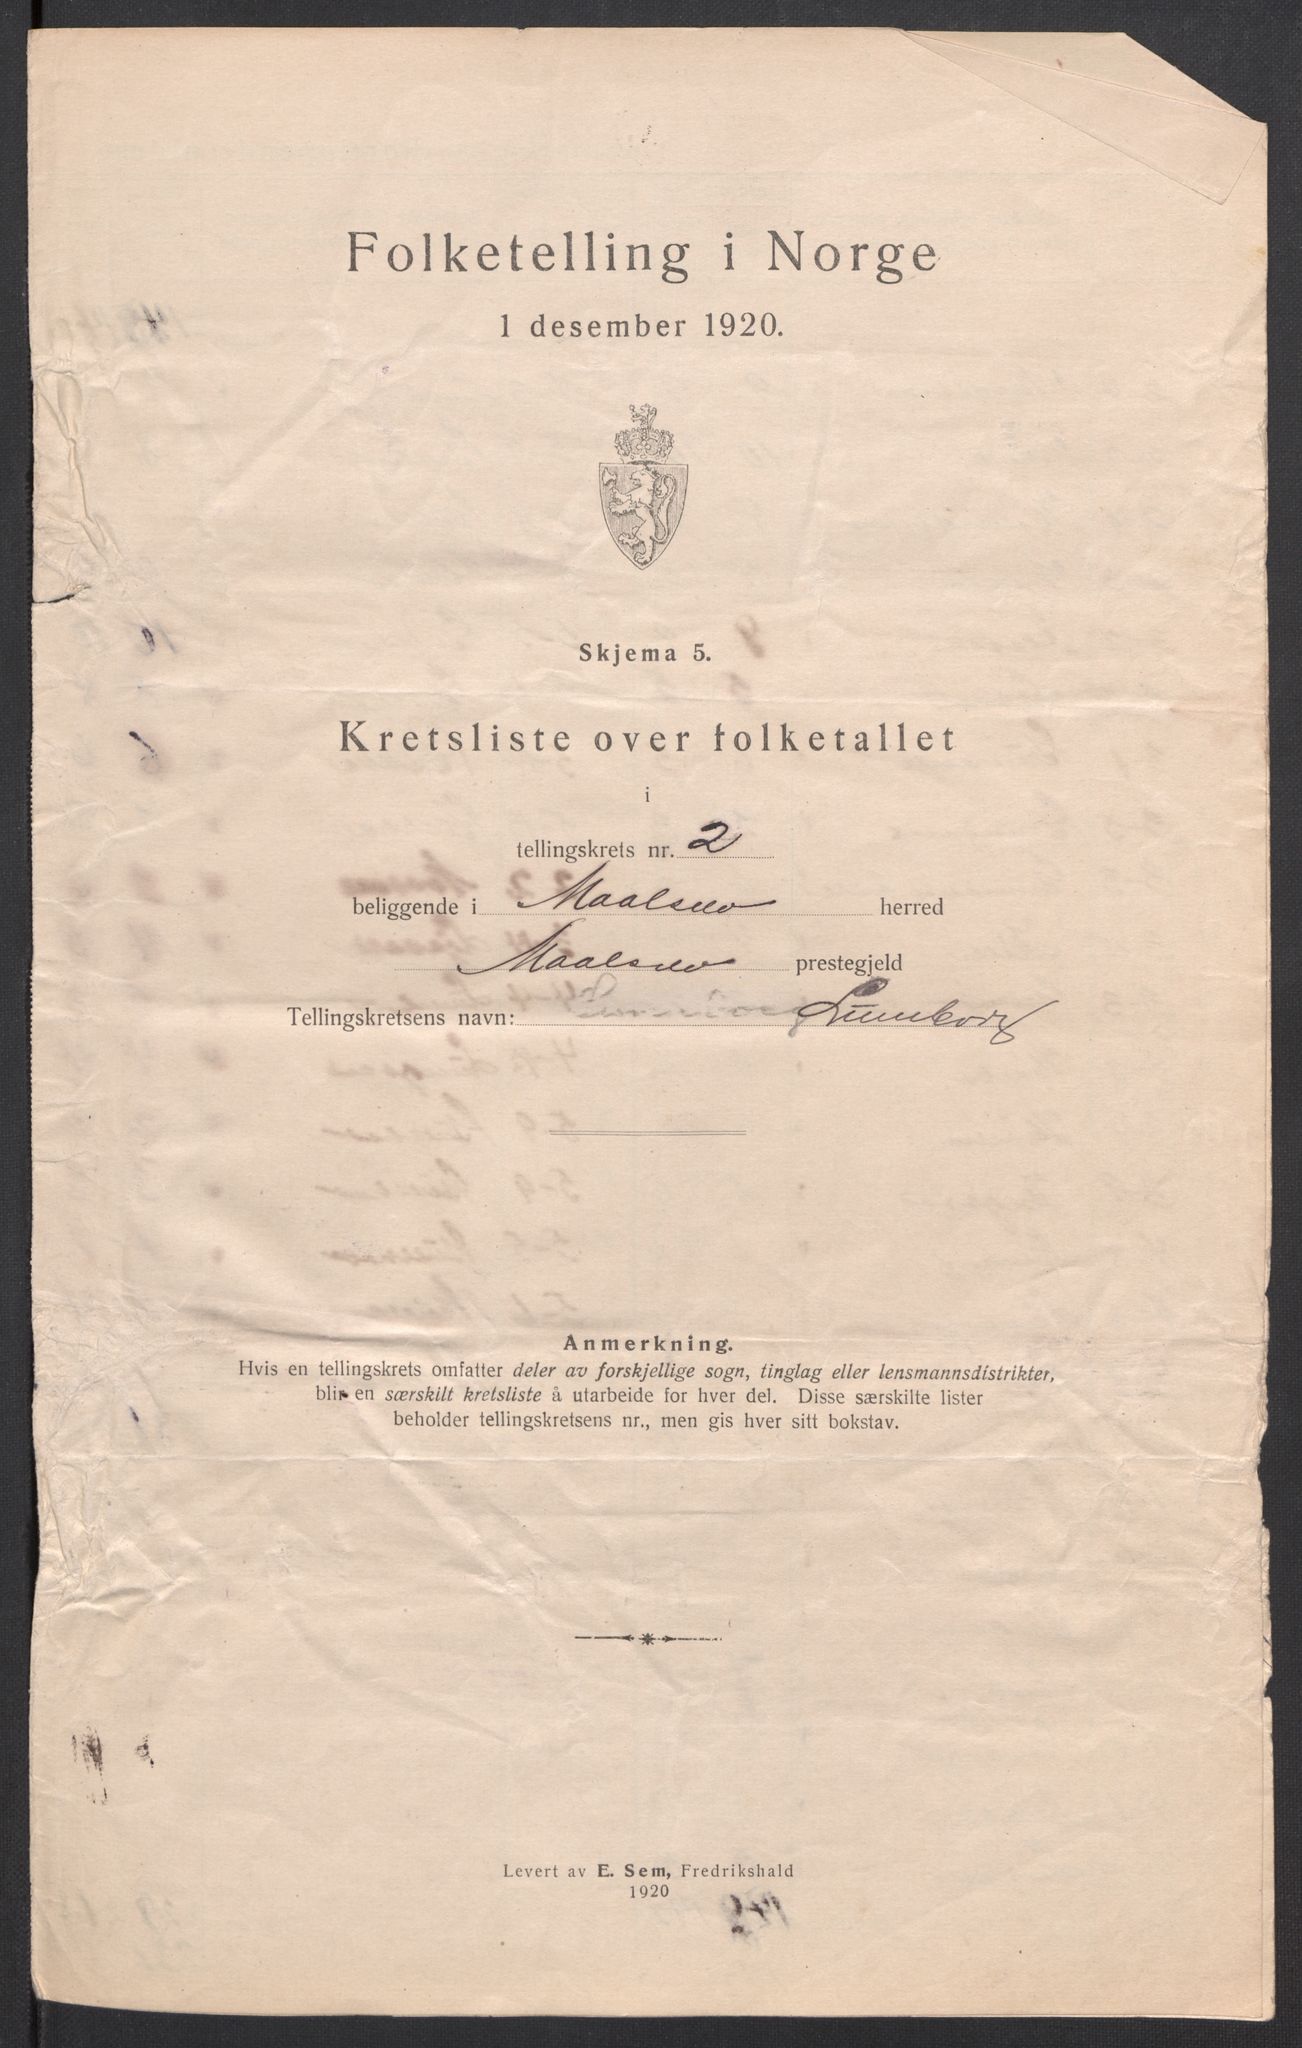 Folketelling i Norge
1 desember 1920.
Skjema 5.
Kretsliste over folketallet
i
tellingskrets nr. 2
beliggende i Maalselv herred
Maalselv prestegjeld
Tellingskretsens navn:
Anmerkning.
Hvis en tellingskrets omfatter deler av forskjellige sogn, tinglag eller lensmannsdistrikter,
blir en særskilt kretsliste å utarbeide for hver del. Disse særskilte lister
beholder tellingskretsens nr., men gis hver sitt bokstav.
Levert av E. Sem, Fredrikshald
1920